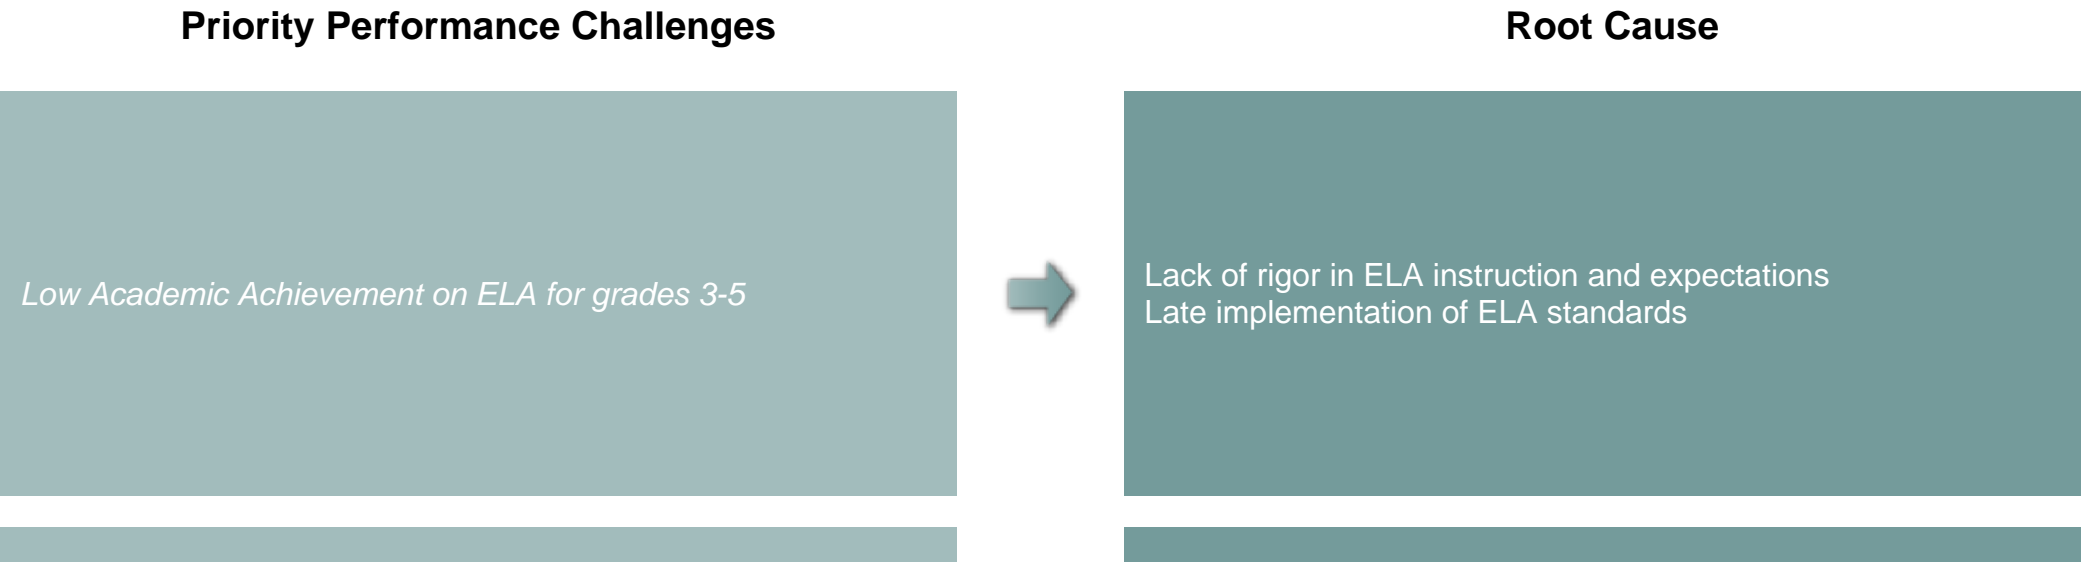 Priority Performance Challenges
Root Cause
Low Academic Achievement on ELA for grades 3-5
Lack of rigor in ELA instruction and expectations
Late implementation of ELA standards